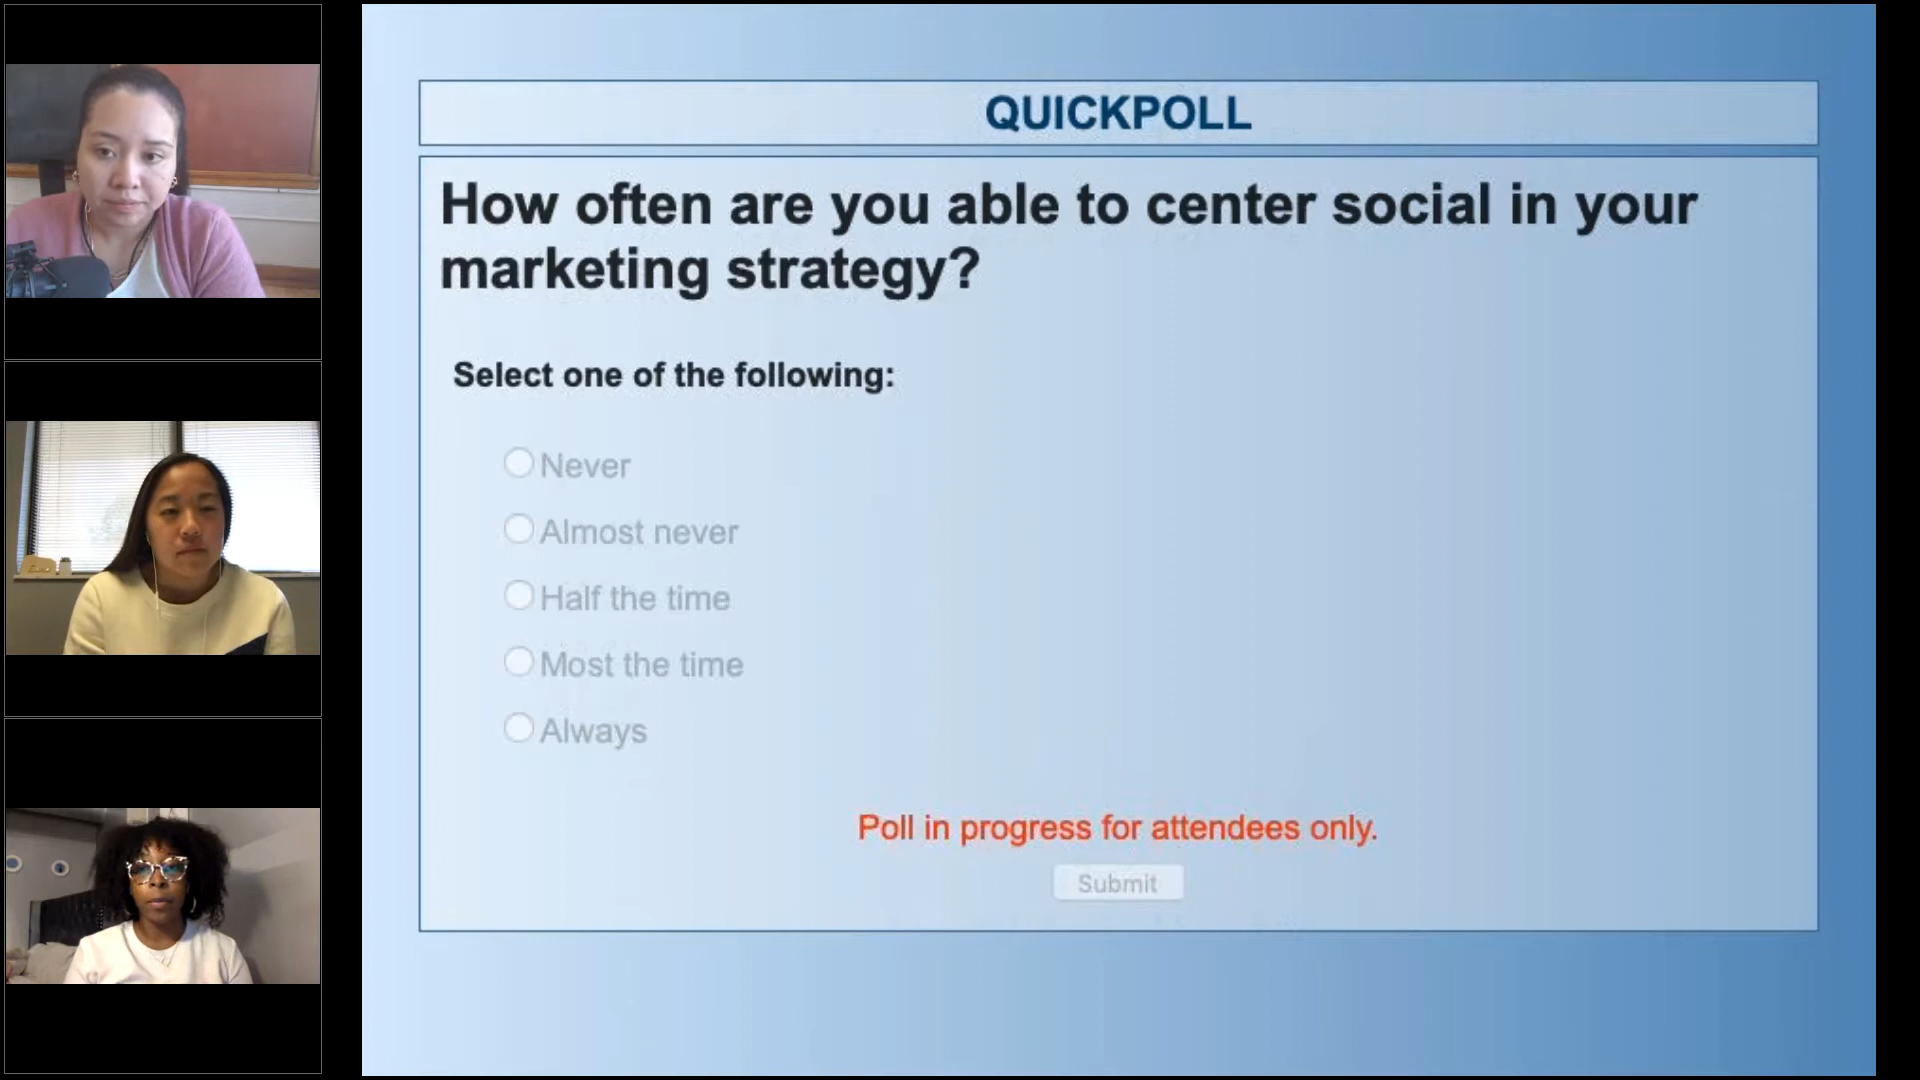 QUICKPOLL
How often are you able to center social in your
marketing strategy?
Select one of the following:
Never
Almost never
Half the time
Most the time
Always
Poll in progress for attendees only.
Submit